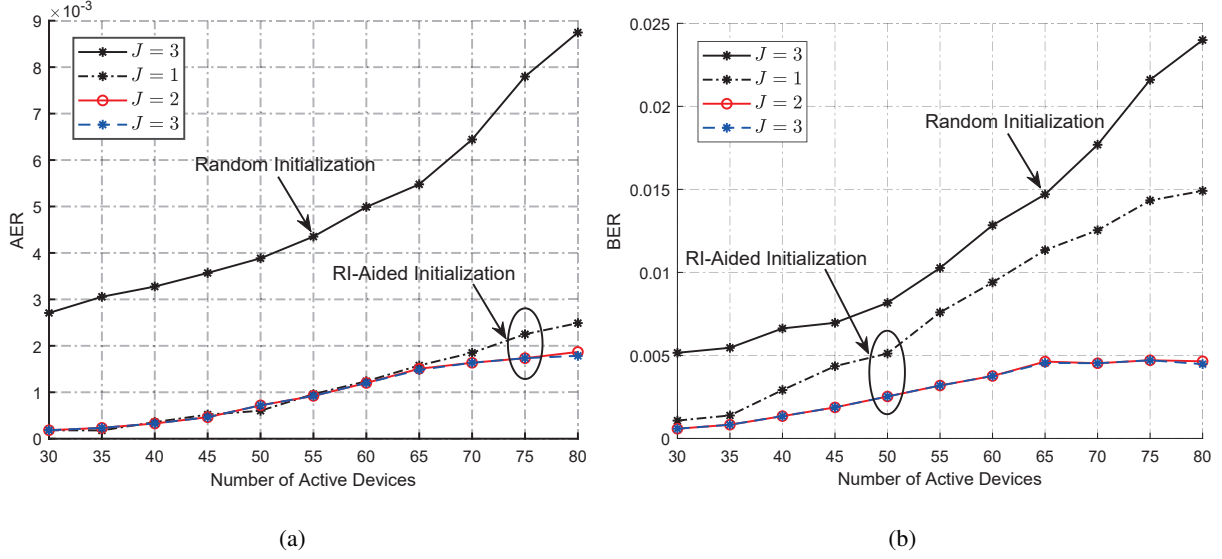 ×10⁻³
9
8
7
6
5
4
3
2
1
0
AER
J = 3
J = 1
J = 2
J = 3
Random Initialization
RI-Aided Initialization
30 35 40 45 50 55 60 65 70 75 80
Number of Active Devices
(a)
0.025
0.02
0.015
0.01
0.005
0
BER
J = 3
J = 1
J = 2
J = 3
Random Initialization
RI-Aided Initialization
30 35 40 45 50 55 60 65 70 75 80
Number of Active Devices
(b)